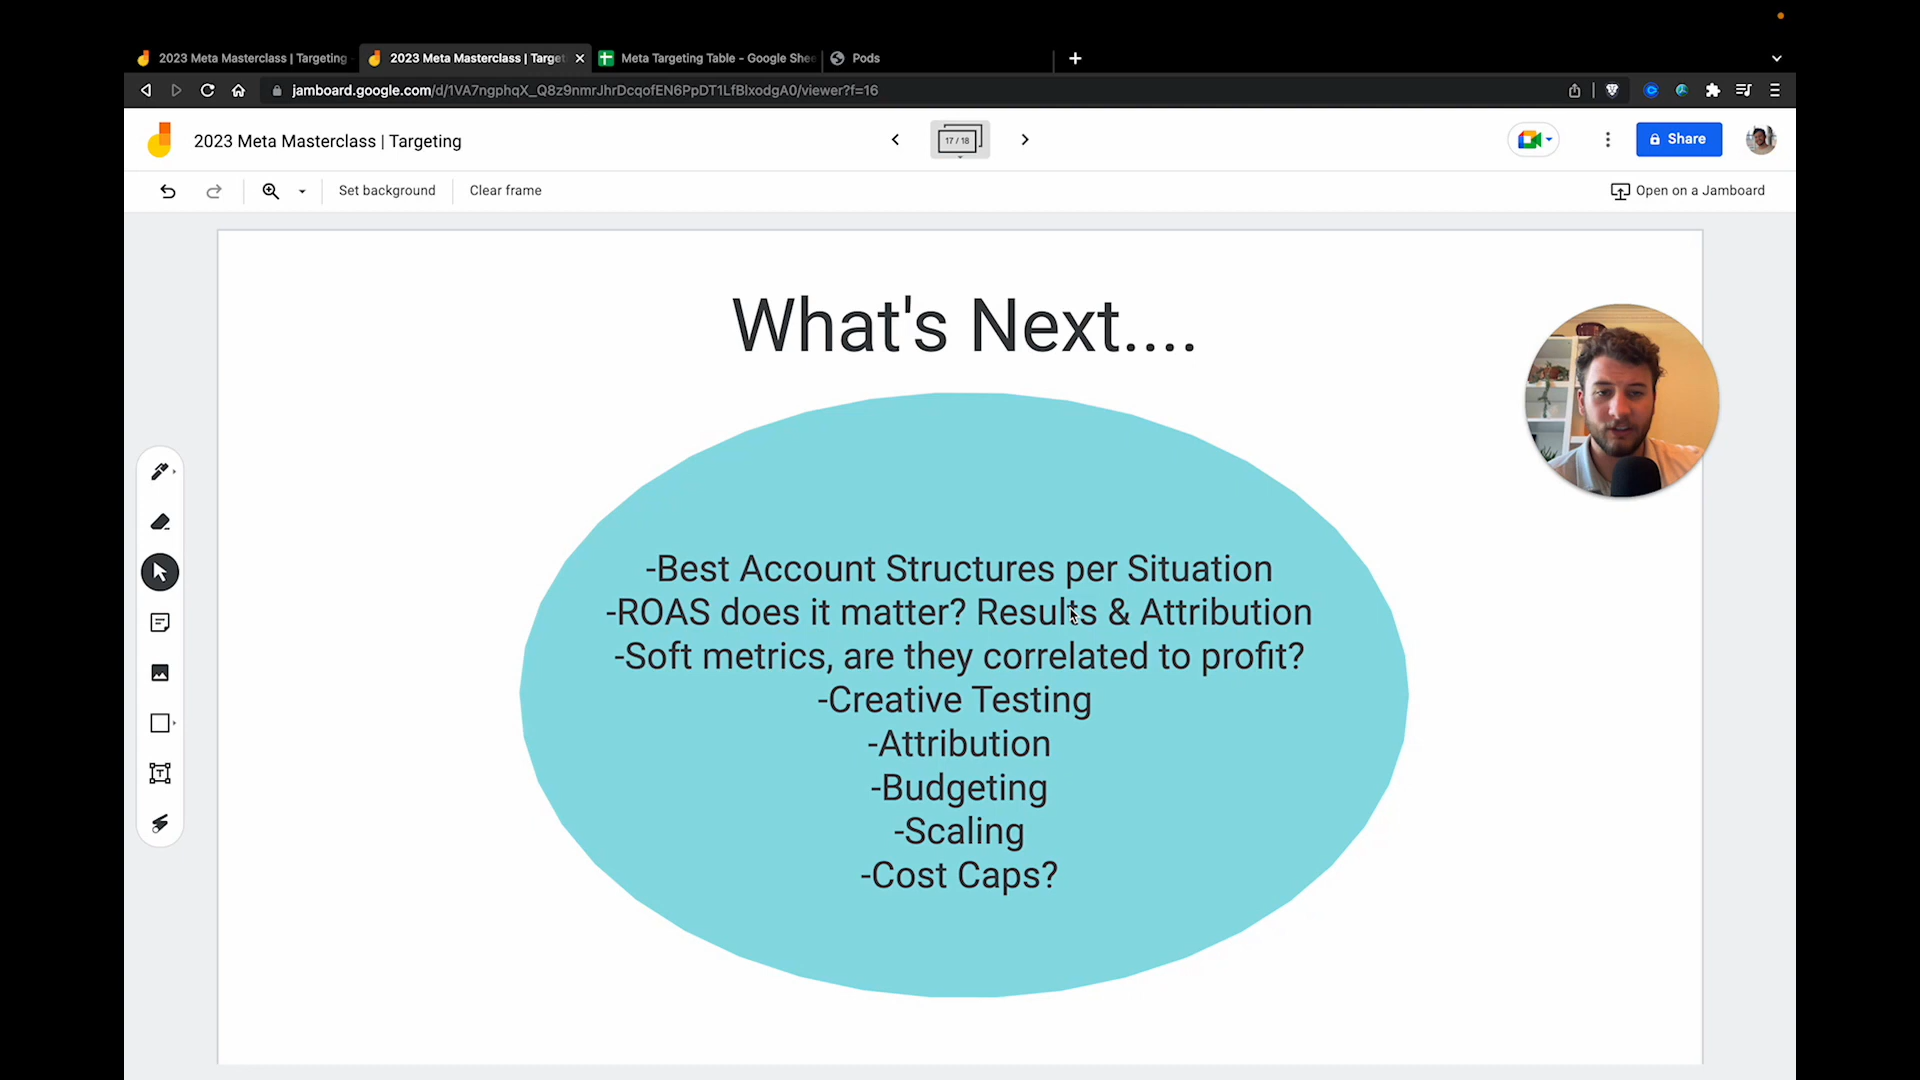 2023 Meta Masterclass | Targeting
2023 Meta Masterclass | Target
Meta Targeting Table - Google Shee
Pods
jamboard.google.com/d/1VA7ngphqX_Q8z9nmrJhrDcqofEN6PpDT1LfBlxodgA0/viewer?f=16
2023 Meta Masterclass | Targeting
17 / 18
Share
Set background
Clear frame
Open on a Jamboard
What's Next....
-Best Account Structures per Situation
-ROAS does it matter? Results & Attribution
-Soft metrics, are they correlated to profit?
-Creative Testing
-Attribution
-Budgeting
-Scaling
-Cost Caps?